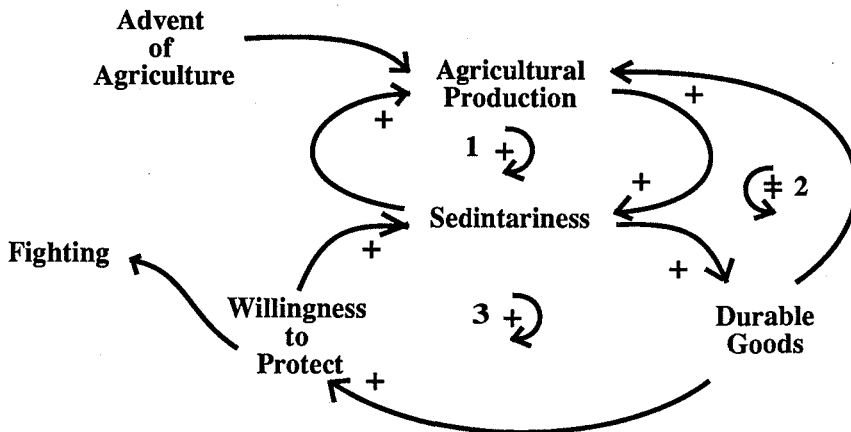 Advent
of
Agriculture
Agricultural
Production
+
+
1 +
+
+ 2
Sedintariness
+
+
Fighting
Willingness
to
Protect
3 +
Durable
Goods
+